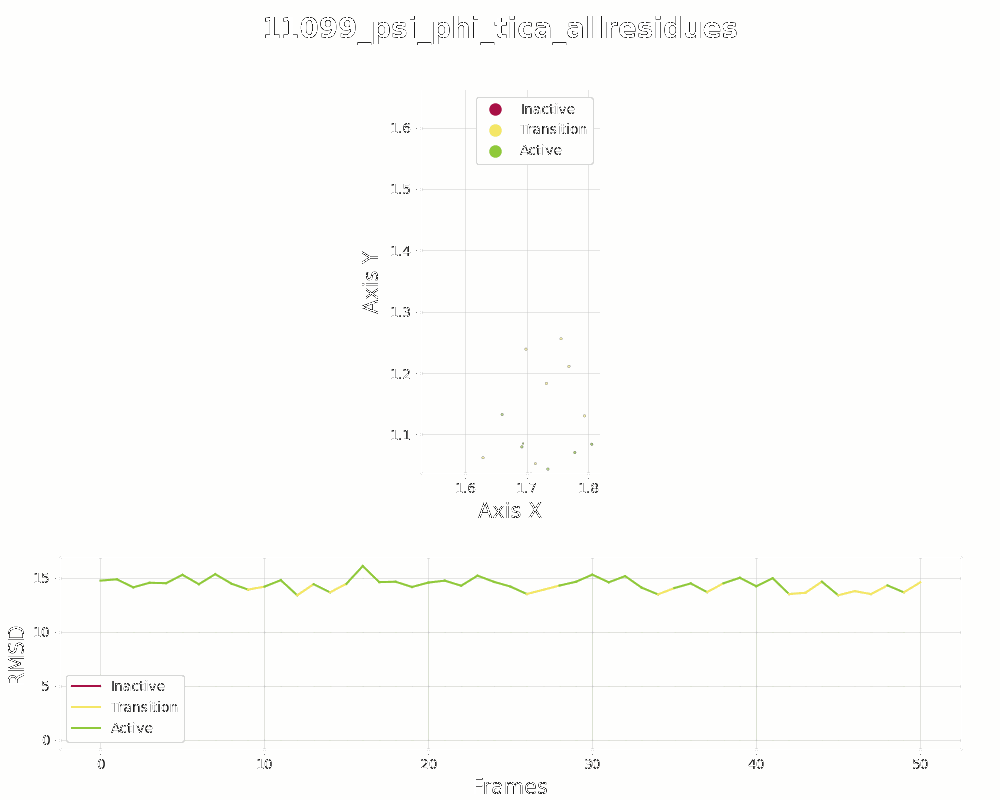 11099_psi_phi_tica_allresidues
Inactive
Transition
Active
1.6
1.5
1.4
1.3
1.2
1.1
Axis Y
1.6 1.7 1.8
Axis X
15
10
5
0
RMSD
Inactive
Transition
Active
0 10 20 30 40 50
Frames